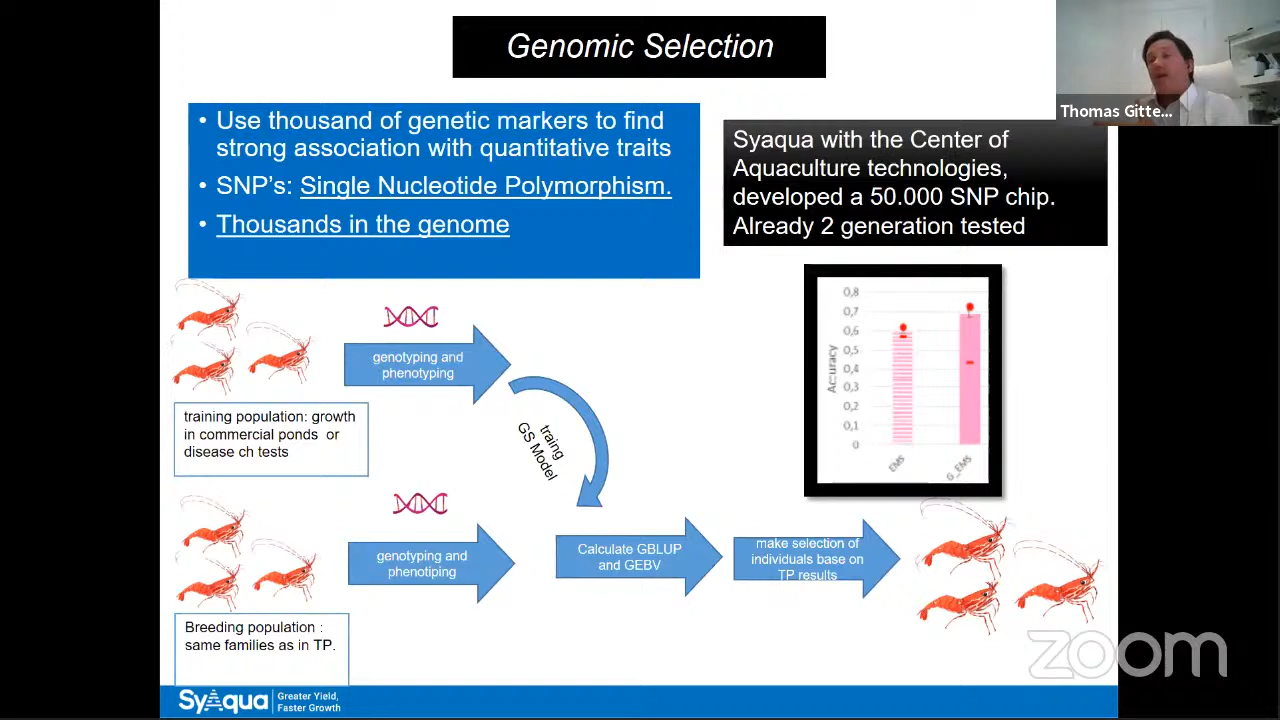 Genomic Selection
Thomas Gitte...
• Use thousand of genetic markers to find
strong association with quantitative traits
• SNP's: Single Nucleotide Polymorphism.
• Thousands in the genome
Syaqua with the Center of
Aquaculture technologies,
developed a 50.000 SNP chip.
Already 2 generation tested
genotyping and
phenotyping
training population: growth
in commercial ponds or
disease ch tests
traing
GS Model
Accuracy
0,8
0,7
0,6
0,5
0,4
0,3
0,2
0,1
0
EMS
G_EMS
genotyping and
phenotiping
Calculate GBLUP
and GEBV
make selection of
individuals base on
TP results
Breeding population :
same families as in TP.
zoom
SyAqua
Greater Yield,
Faster Growth